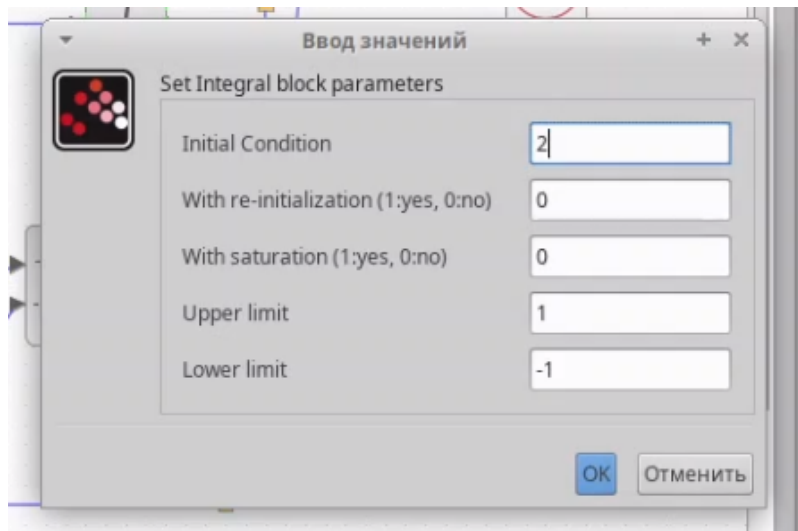 Ввод значений
Set Integral block parameters
Initial Condition 2
With re-initialization (1:yes, 0:no) 0
With saturation (1:yes, 0:no) 0
Upper limit 1
Lower limit -1
OK Отменить